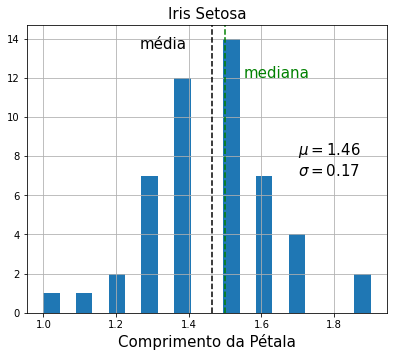 Iris Setosa
14
12
10
8
6
4
2
0
média
mediana
μ = 1.46
σ = 0.17
1.0 1.2 1.4 1.6 1.8
Comprimento da Pétala